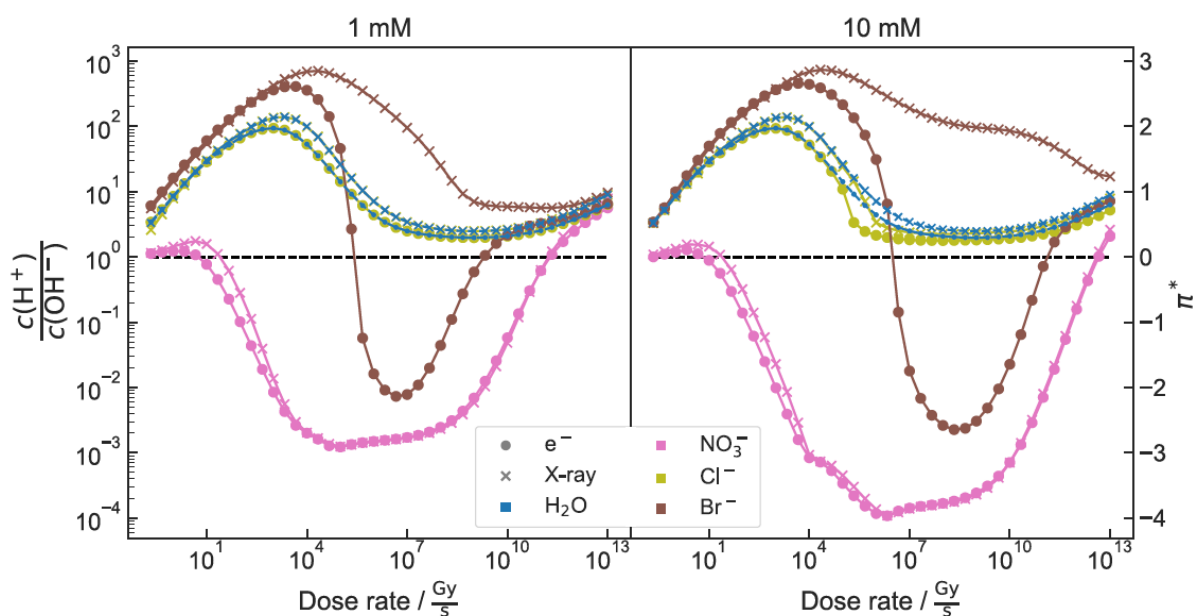 1 mM 10 mM
10³ 3
10² 2
10¹ 1
10⁰ 0
10⁻¹ −1
10⁻² −2
10⁻³ −3
10⁻⁴ −4
c(H⁺)
c(OH⁻)
π*
e⁻ NO₃⁻
X-ray Cl⁻
H₂O Br⁻
10¹ 10⁴ 10⁷ 10¹⁰ 10¹³ 10¹ 10⁴ 10⁷ 10¹⁰ 10¹³
Dose rate / Gy/s Dose rate / Gy/s